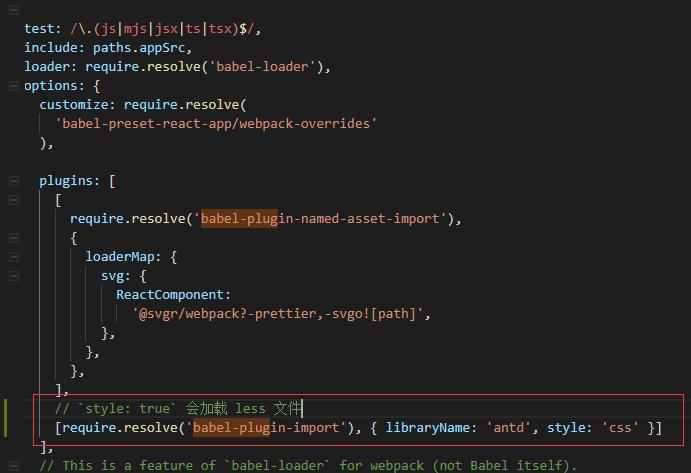 test: /\.(js|mjs|jsx|ts|tsx)$/,
include: paths.appSrc,
loader: require.resolve('babel-loader'),
options: {
customize: require.resolve(
'babel-preset-react-app/webpack-overrides'
),
plugins: [
[
require.resolve('babel-plugin-named-asset-import'),
{
loaderMap: {
svg: {
ReactComponent:
'@svgr/webpack?-prettier,-svgo![path]',
},
},
},
],
// `style: true` 会加载 less 文件
[require.resolve('babel-plugin-import'), { libraryName: 'antd', style: 'css' }]
],
// This is a feature of `babel-loader` for webpack (not Babel itself).